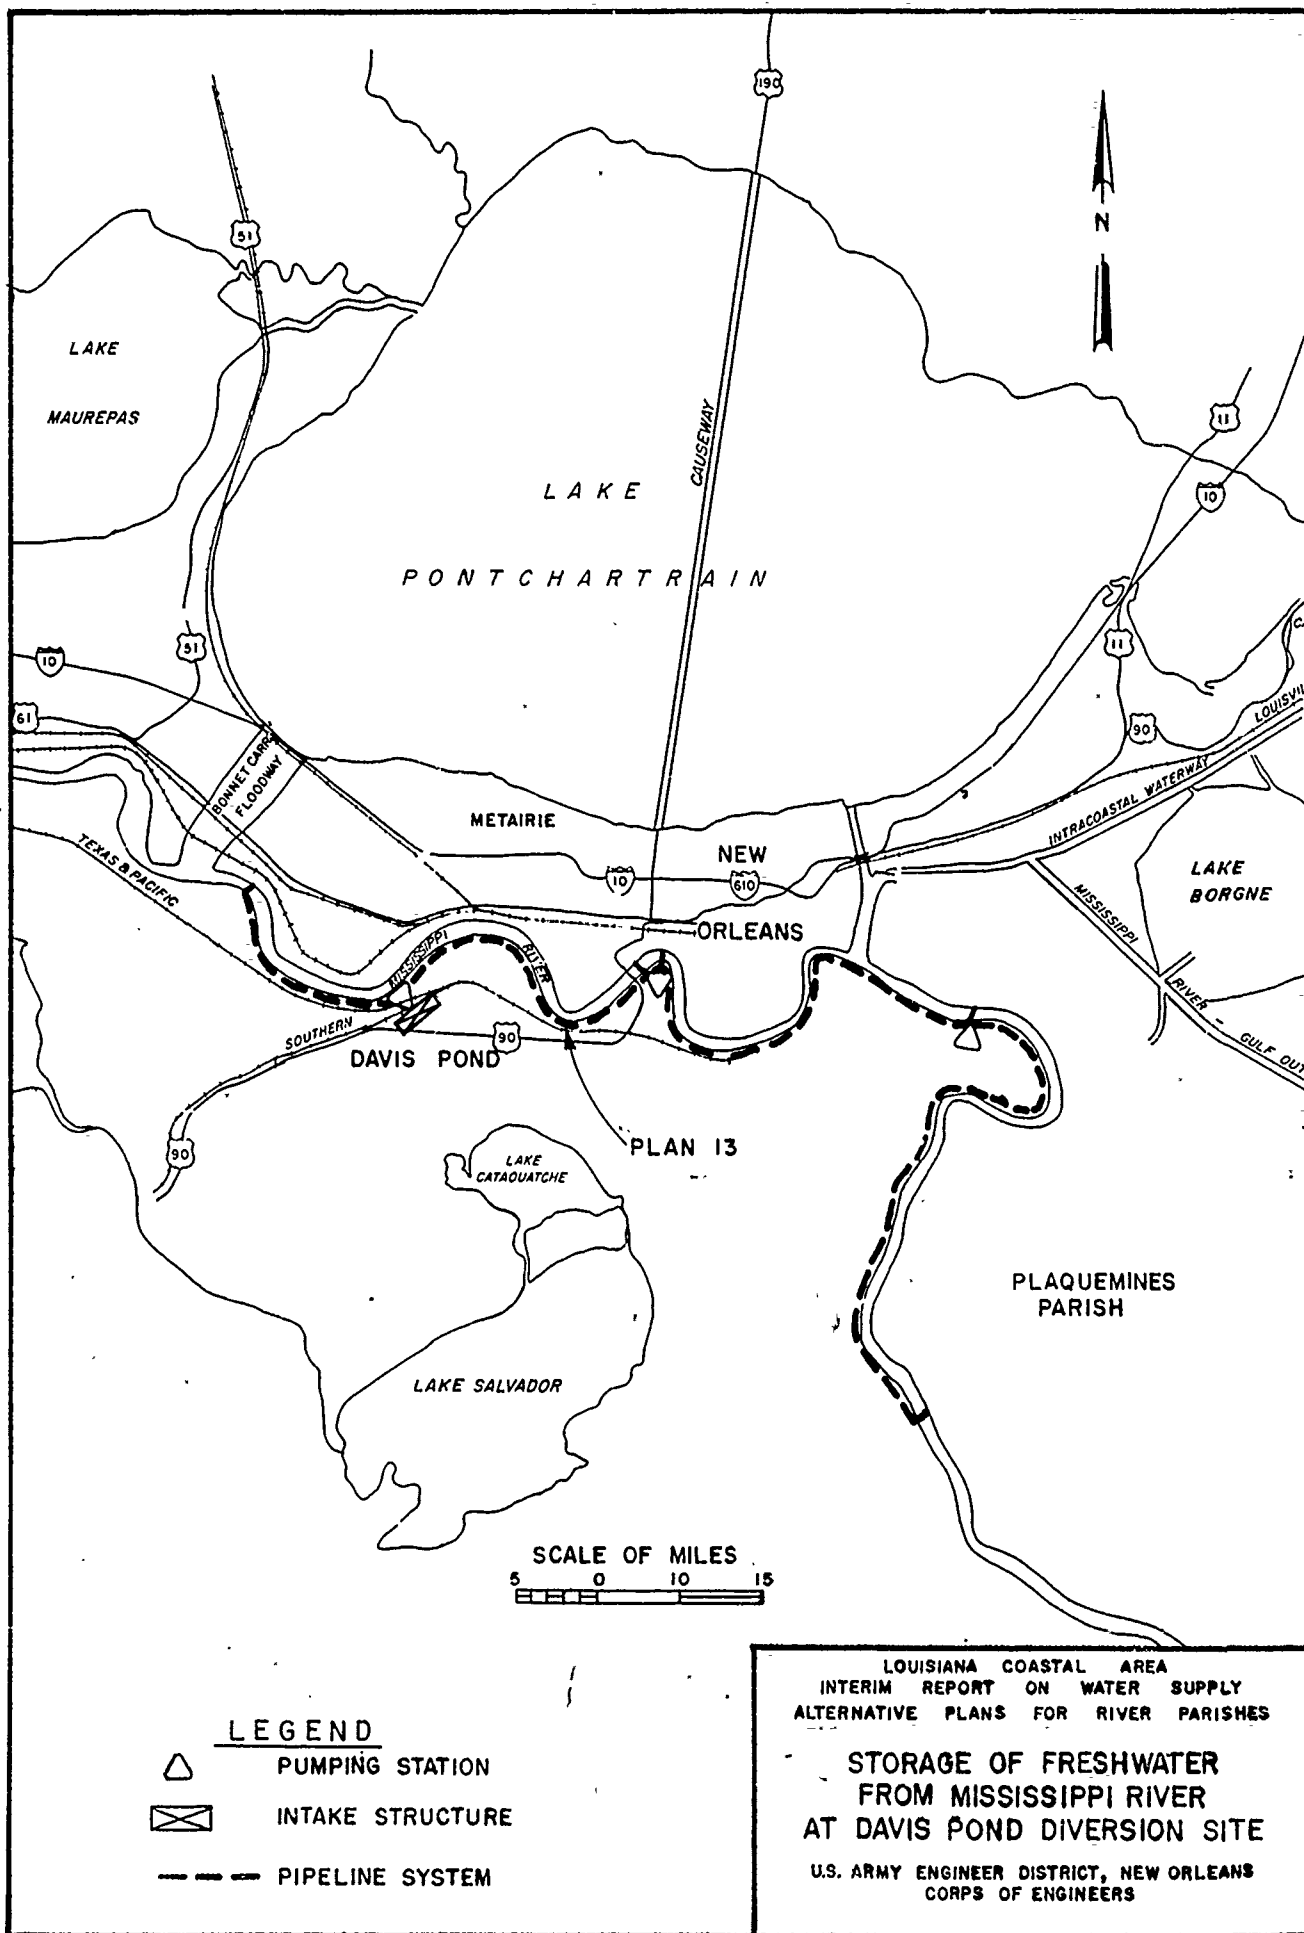 190
N
51
LAKE
MAUREPAS
CAUSEWAY
11
10
LAKE
PONTCHARTRAIN
51
11
10
61
90
BONNET CARR
FLOODWAY
INTRACOASTAL WATERWAY
METAIRIE
NEW
10
610
ORLEANS
TEXAS & PACIFIC
LAKE
BORGNE
MISSISSIPPI
RIVER -
GULF OUT
MISSISSIPPI
RIVER
SOUTHERN
90
DAVIS POND
PLAN 13
90
LAKE
CATAOUATCHE
PLAQUEMINES
PARISH
LAKE SALVADOR
SCALE OF MILES
5 0 10 15
LEGEND
PUMPING STATION
INTAKE STRUCTURE
PIPELINE SYSTEM
LOUISIANA COASTAL AREA
INTERIM REPORT ON WATER SUPPLY
ALTERNATIVE PLANS FOR RIVER PARISHES
STORAGE OF FRESHWATER
FROM MISSISSIPPI RIVER
AT DAVIS POND DIVERSION SITE
U.S. ARMY ENGINEER DISTRICT, NEW ORLEANS
CORPS OF ENGINEERS